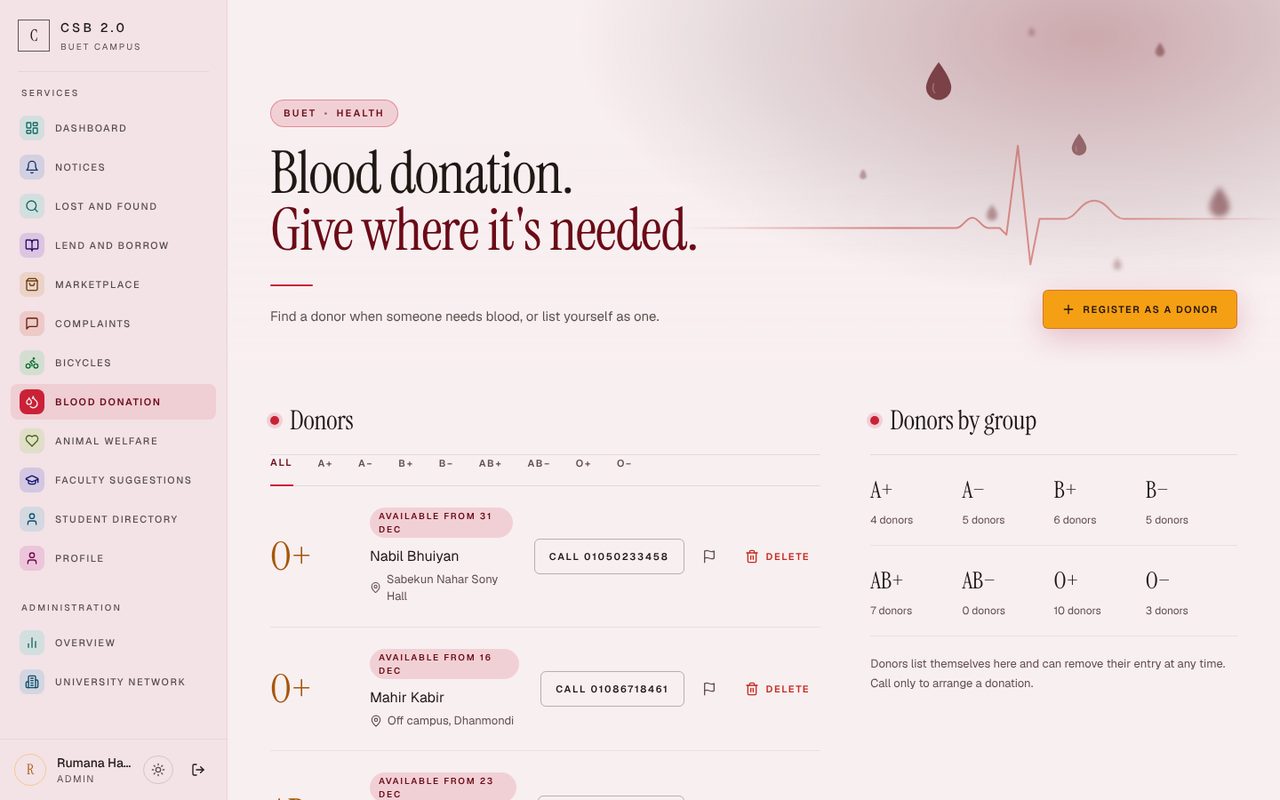 C
CSB 2.0
BUET CAMPUS
SERVICES
DASHBOARD
NOTICES
LOST AND FOUND
LEND AND BORROW
MARKETPLACE
COMPLAINTS
BICYCLES
BLOOD DONATION
ANIMAL WELFARE
FACULTY SUGGESTIONS
STUDENT DIRECTORY
PROFILE
ADMINISTRATION
OVERVIEW
UNIVERSITY NETWORK
R
Rumana Ha...
ADMIN
BUET • HEALTH
Blood donation.
Give where it's needed.
Find a donor when someone needs blood, or list yourself as one.
+ REGISTER AS A DONOR
Donors
ALL A+ A− B+ B− AB+ AB− O+ O−
O+
AVAILABLE FROM 31
DEC
Nabil Bhuiyan
Sabekun Nahar Sony
Hall
CALL 01050233458
DELETE
O+
AVAILABLE FROM 16
DEC
Mahir Kabir
Off campus, Dhanmondi
CALL 01086718461
DELETE
AVAILABLE FROM 23
DEC
Donors by group
A+ A− B+ B−
4 donors 5 donors 6 donors 5 donors
AB+ AB− O+ O−
7 donors 0 donors 10 donors 3 donors
Donors list themselves here and can remove their entry at any time.
Call only to arrange a donation.